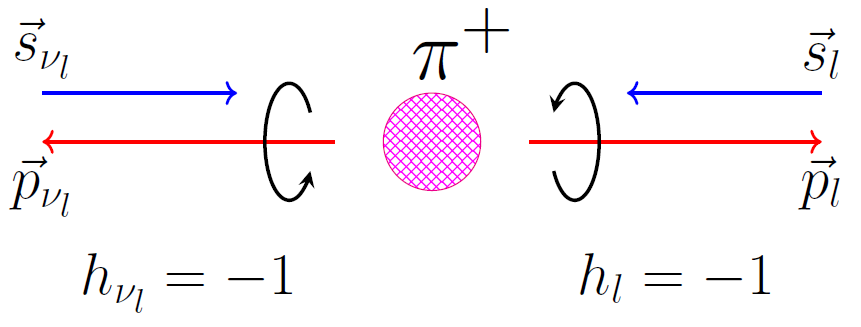 π⁺
s⃗_{ν_l} s⃗_l
p⃗_{ν_l} p⃗_l
h_{ν_l} = −1 h_l = −1